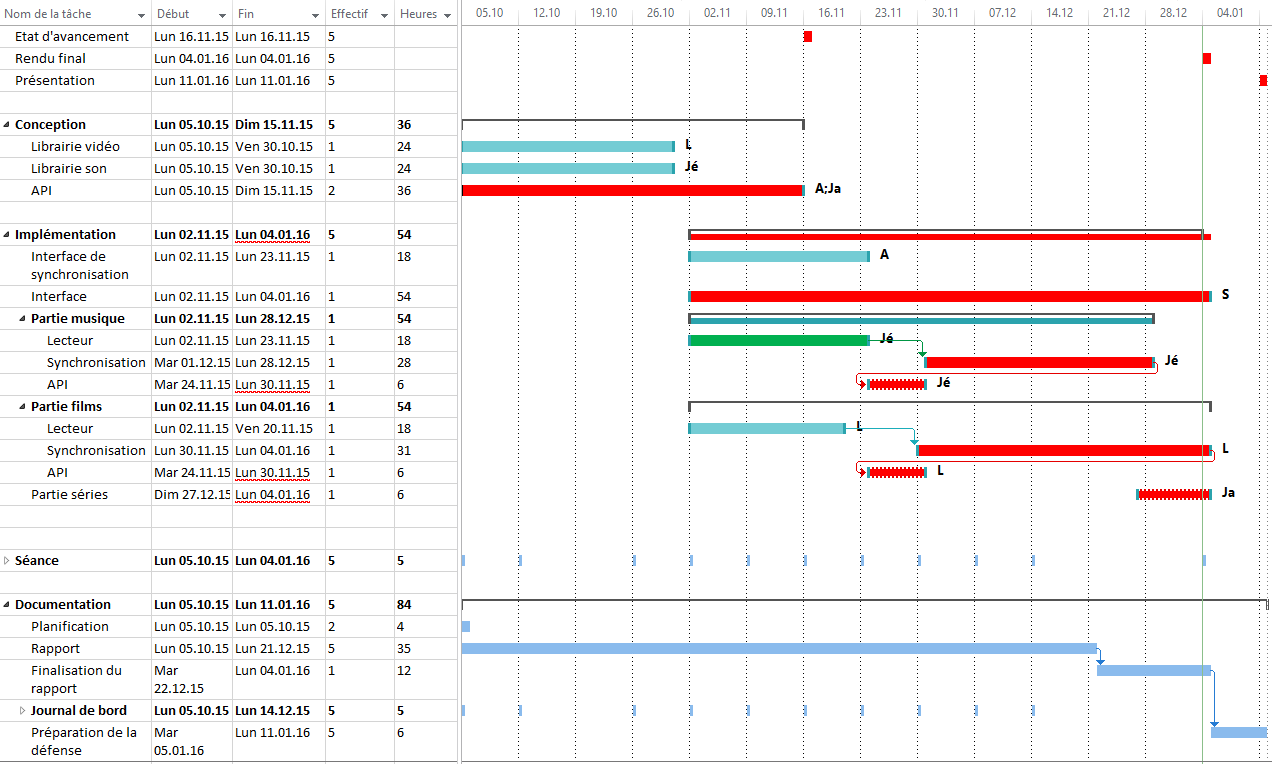 Nom de la tâche Début Fin Effectif Heures 05.10 12.10 19.10 26.10 02.11 09.11 16.11 23.11 30.11 07.12 14.12 21.12 28.12 04.01
Etat d'avancement Lun 16.11.15 Lun 16.11.15 5
Rendu final Lun 04.01.16 Lun 04.01.16 5
Présentation Lun 11.01.16 Lun 11.01.16 5
Conception Lun 05.10.15 Dim 15.11.15 5 36
Librairie vidéo Lun 05.10.15 Ven 30.10.15 1 24 L
Librairie son Lun 05.10.15 Ven 30.10.15 1 24 Jé
API Lun 05.10.15 Dim 15.11.15 2 36 A;Ja
Implémentation Lun 02.11.15 Lun 04.01.16 5 54
Interface de Lun 02.11.15 Lun 23.11.15 1 18 A
synchronisation
Interface Lun 02.11.15 Lun 04.01.16 1 54 S
Partie musique Lun 02.11.15 Lun 28.12.15 1 54
Lecteur Lun 02.11.15 Lun 23.11.15 1 18 Jé
Synchronisation Mar 01.12.15 Lun 28.12.15 1 28 Jé
API Mar 24.11.15 Lun 30.11.15 1 6 Jé
Partie films Lun 02.11.15 Lun 04.01.16 1 54
Lecteur Lun 02.11.15 Ven 20.11.15 1 18 L
Synchronisation Lun 30.11.15 Lun 04.01.16 1 31 L
API Mar 24.11.15 Lun 30.11.15 1 6 L
Partie séries Dim 27.12.15 Lun 04.01.16 1 6 Ja
Séance Lun 05.10.15 Lun 04.01.16 5 5
Documentation Lun 05.10.15 Lun 11.01.16 5 84
Planification Lun 05.10.15 Lun 05.10.15 2 4
Rapport Lun 05.10.15 Lun 21.12.15 5 35
Finalisation du Mar Lun 04.01.16 1 12
rapport 22.12.15
Journal de bord Lun 05.10.15 Lun 14.12.15 5 5
Préparation de la Mar Lun 11.01.16 5 6
défense 05.01.16